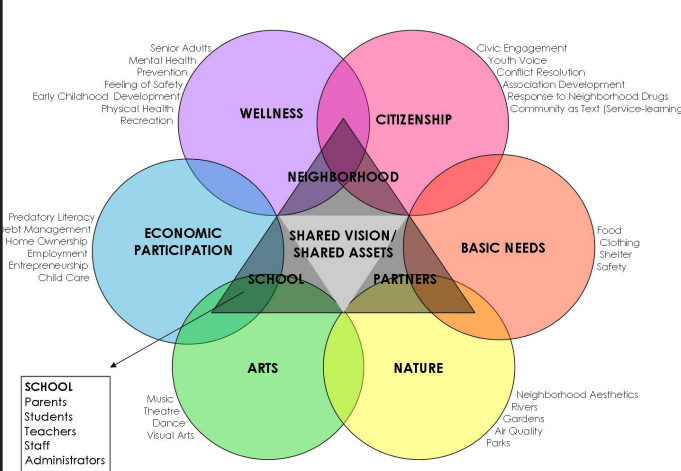 Senior Adults
Mental Health
Prevention
Feeling of Safety
Early Childhood Development
Physical Health
Recreation
WELLNESS
Civic Engagement
Youth Voice
Conflict Resolution
Association Development
Response to Neighborhood Drugs
Community as Text (Service-learning
CITIZENSHIP
NEIGHBORHOOD
Predatory Literacy
Debt Management
Home Ownership
Employment
Entrepreneurship
Child Care
ECONOMIC
PARTICIPATION
SHARED VISION/
SHARED ASSETS
BASIC NEEDS
Food
Clothing
Shelter
Safety
SCHOOL
PARTNERS
ARTS
NATURE
Music
Theatre
Dance
Visual Arts
Neighborhood Aesthetics
Rivers
Gardens
Air Quality
Parks
SCHOOL
Parents
Students
Teachers
Staff
Administrators